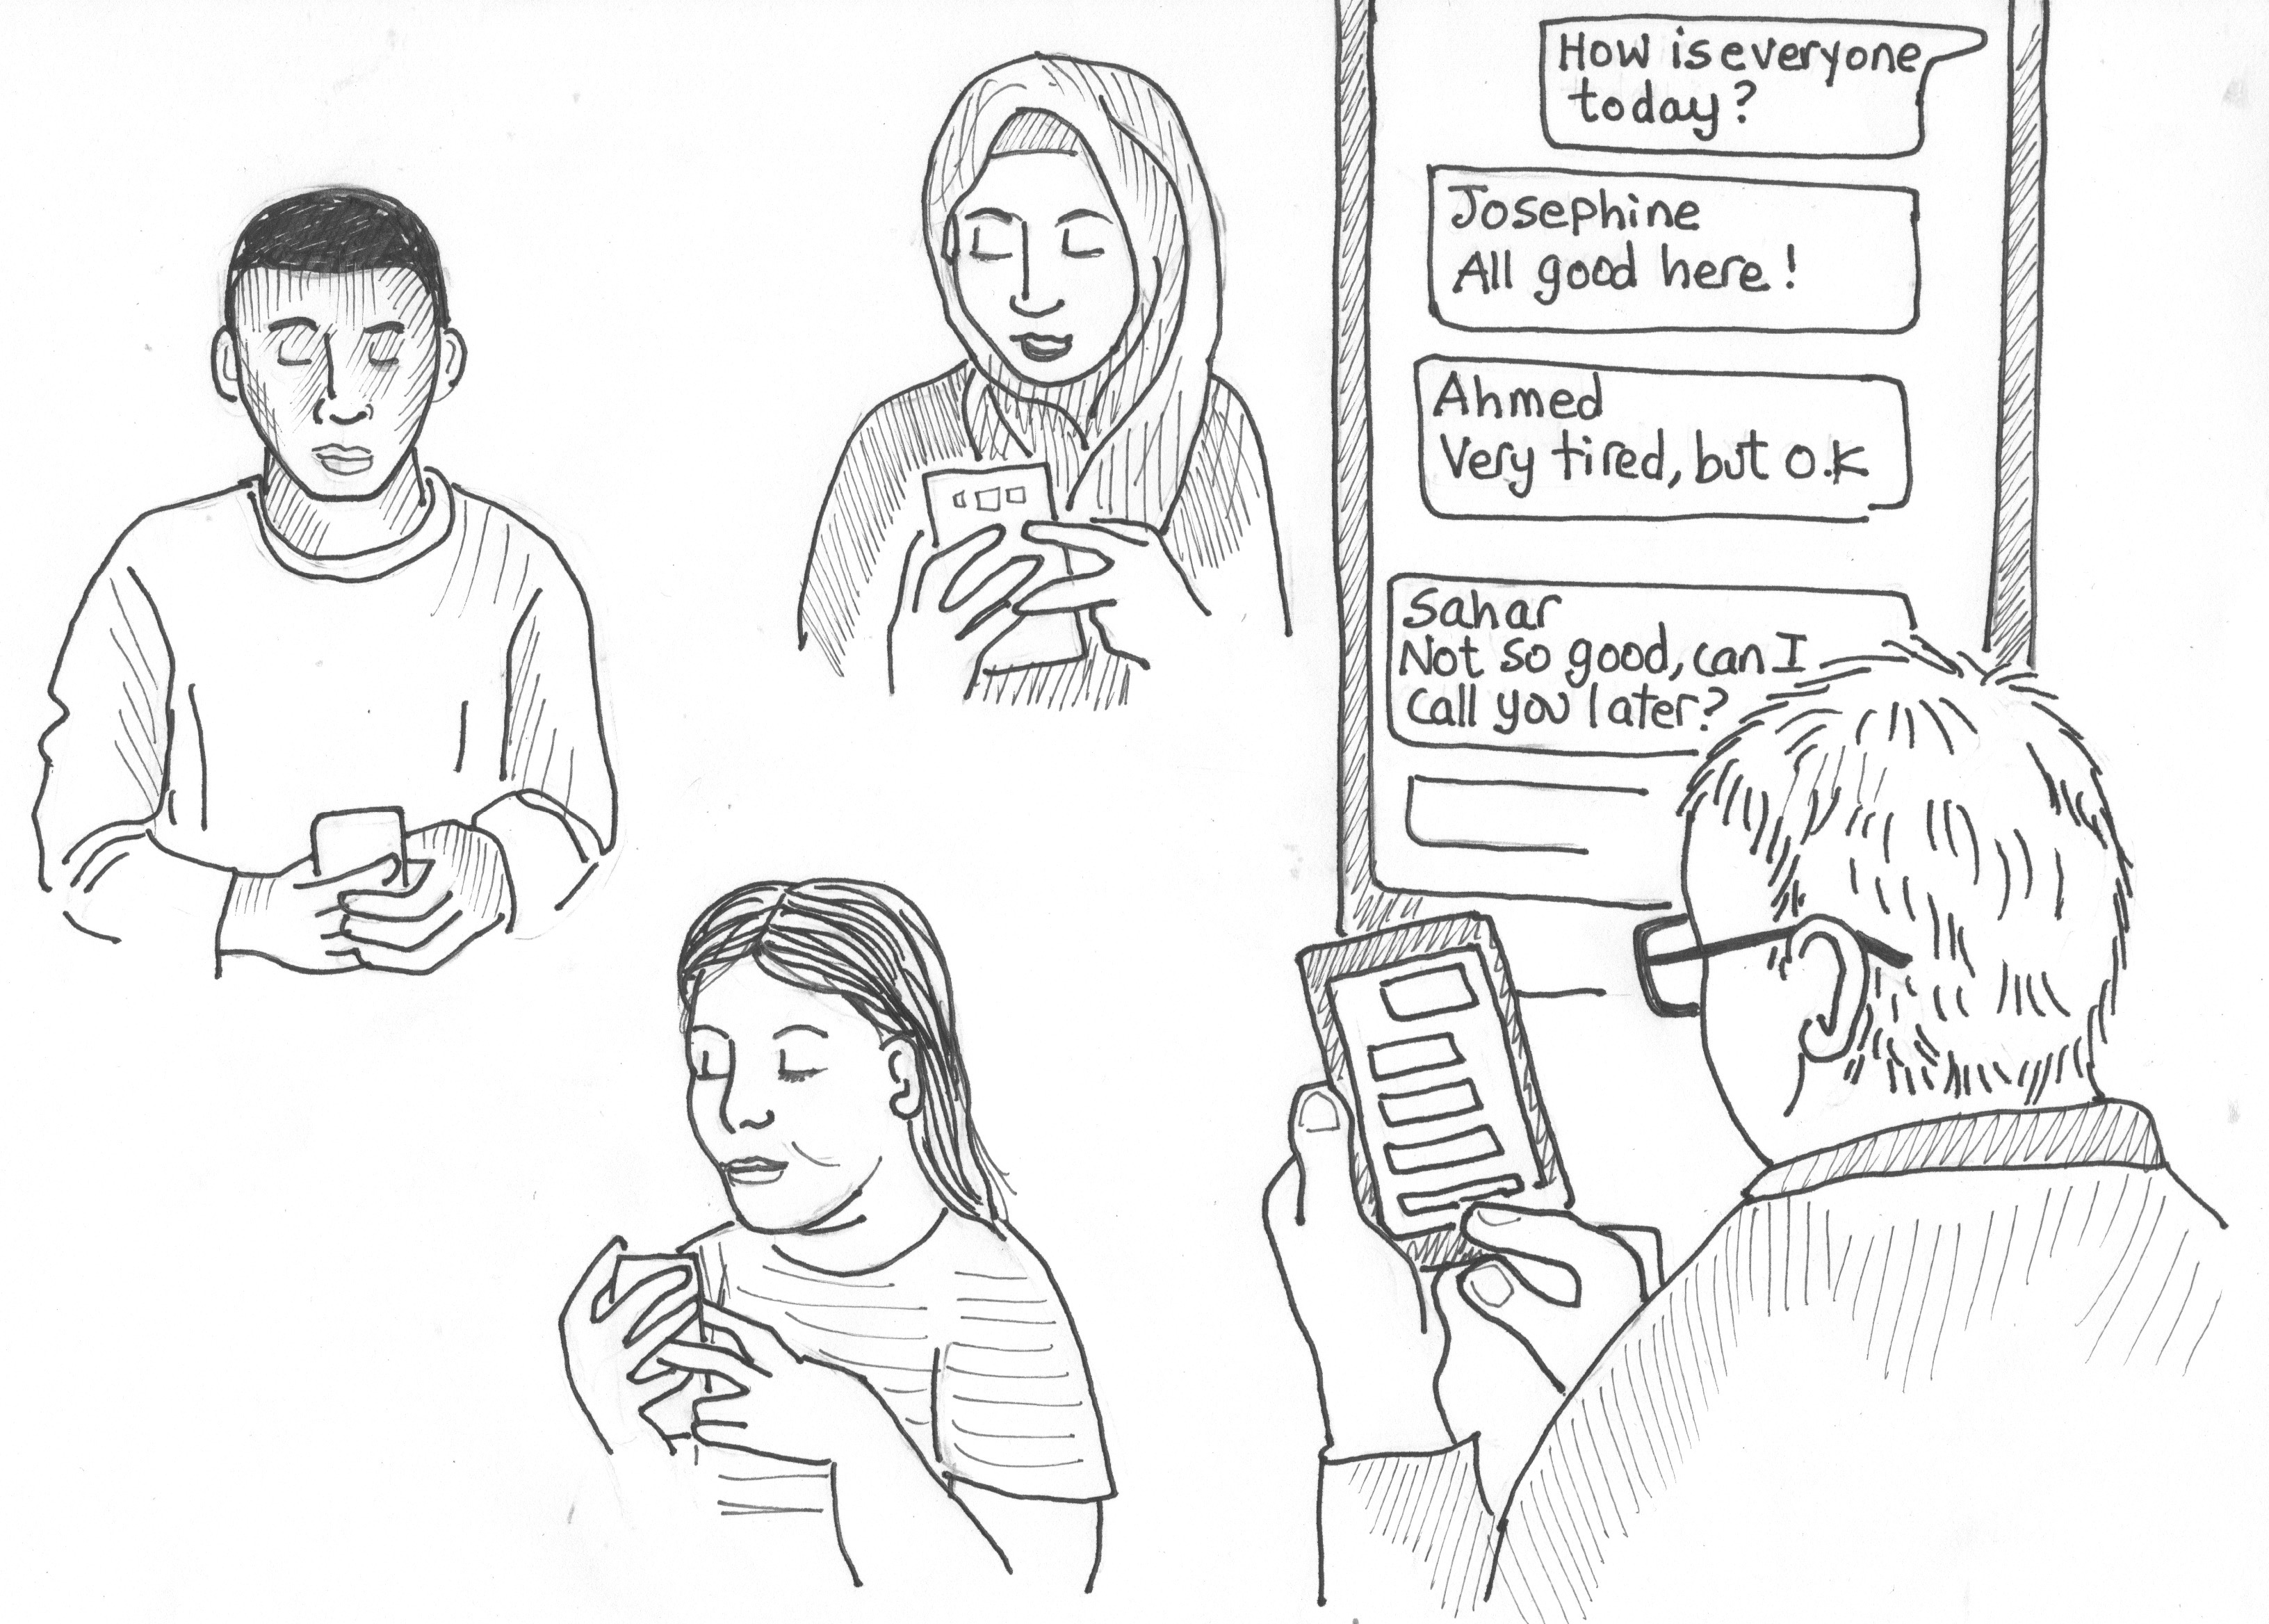 How is everyone
today?
Josephine
All good here!
Ahmed
Very tired, but O.K
Sahar
Not so good, can I
call you later?